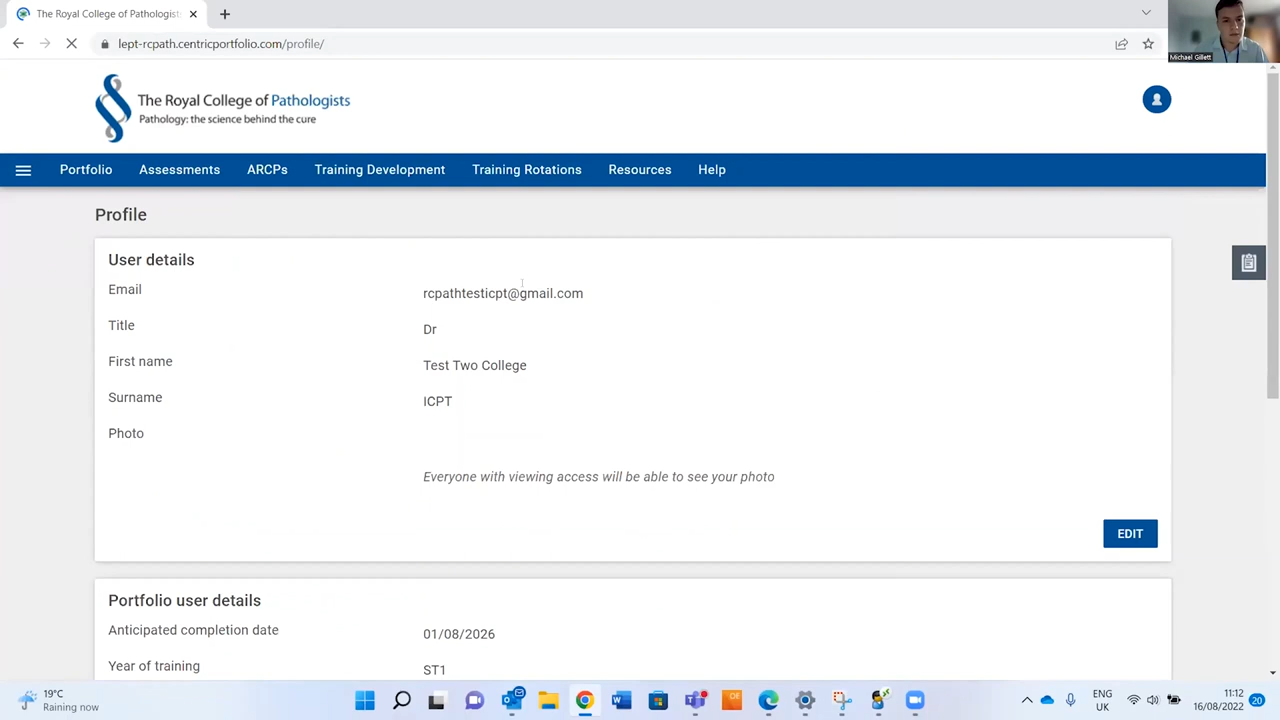 The Royal College of Pathologists
Michael Gillett
lept-rcpath.centricportfolio.com/profile/
The Royal College of Pathologists
Pathology: the science behind the cure
Portfolio Assessments ARCPs Training Development Training Rotations Resources Help
Profile
User details
Email rcpathtesticpt@gmail.com
Title Dr
First name Test Two College
Surname ICPT
Photo
Everyone with viewing access will be able to see your photo
EDIT
Portfolio user details
Anticipated completion date 01/08/2026
Year of training ST1
19°C
Raining now
OE
ENG
UK
11:12
16/08/2022
20